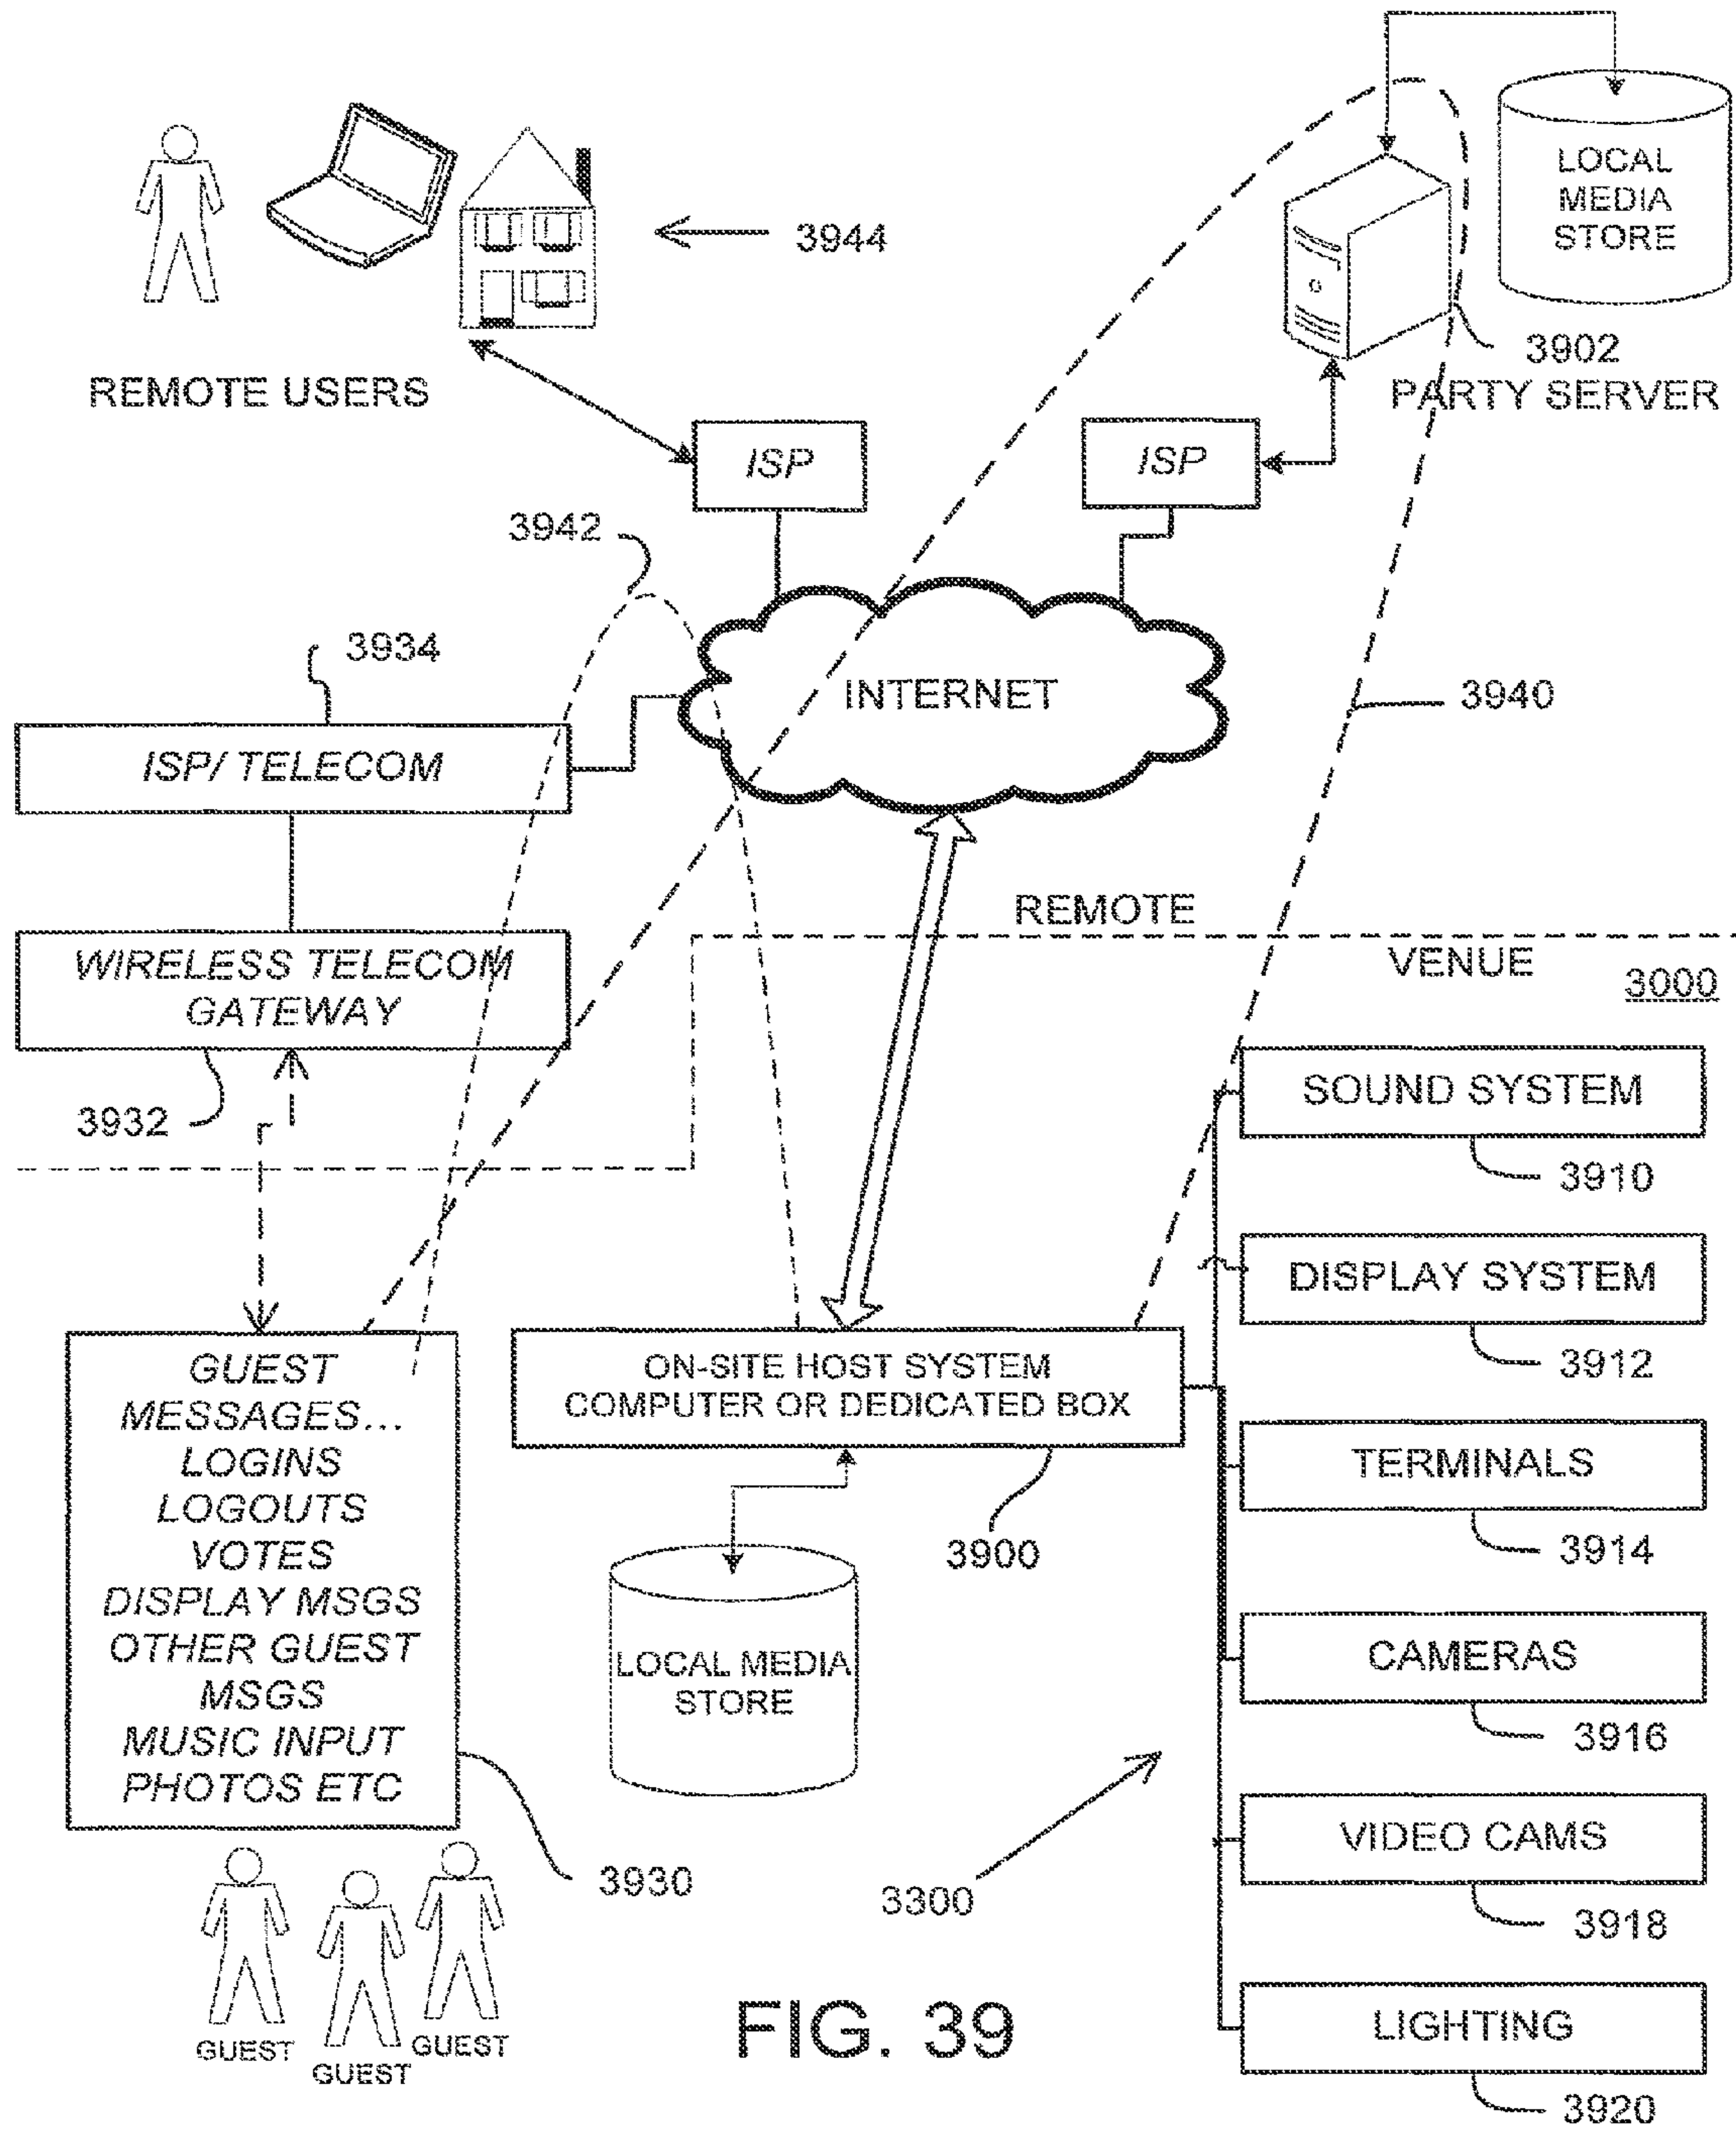 LOCAL
MEDIA
STORE
3944
3902
PARTY SERVER
REMOTE USERS
ISP
ISP
3942
3934
INTERNET
3940
ISP/ TELECOM
REMOTE
WIRELESS TELECOM
GATEWAY
VENUE
3000
3932
SOUND SYSTEM
3910
DISPLAY SYSTEM
3912
GUEST
MESSAGES...
LOGINS
LOGOUTS
VOTES
DISPLAY MSGS
OTHER GUEST
MSGS
MUSIC INPUT
PHOTOS ETC
ON-SITE HOST SYSTEM
COMPUTER OR DEDICATED BOX
3900
TERMINALS
3914
LOCAL MEDIA
STORE
CAMERAS
3916
3930
3300
VIDEO CAMS
3918
GUEST
GUEST
GUEST
FIG. 39
LIGHTING
3920